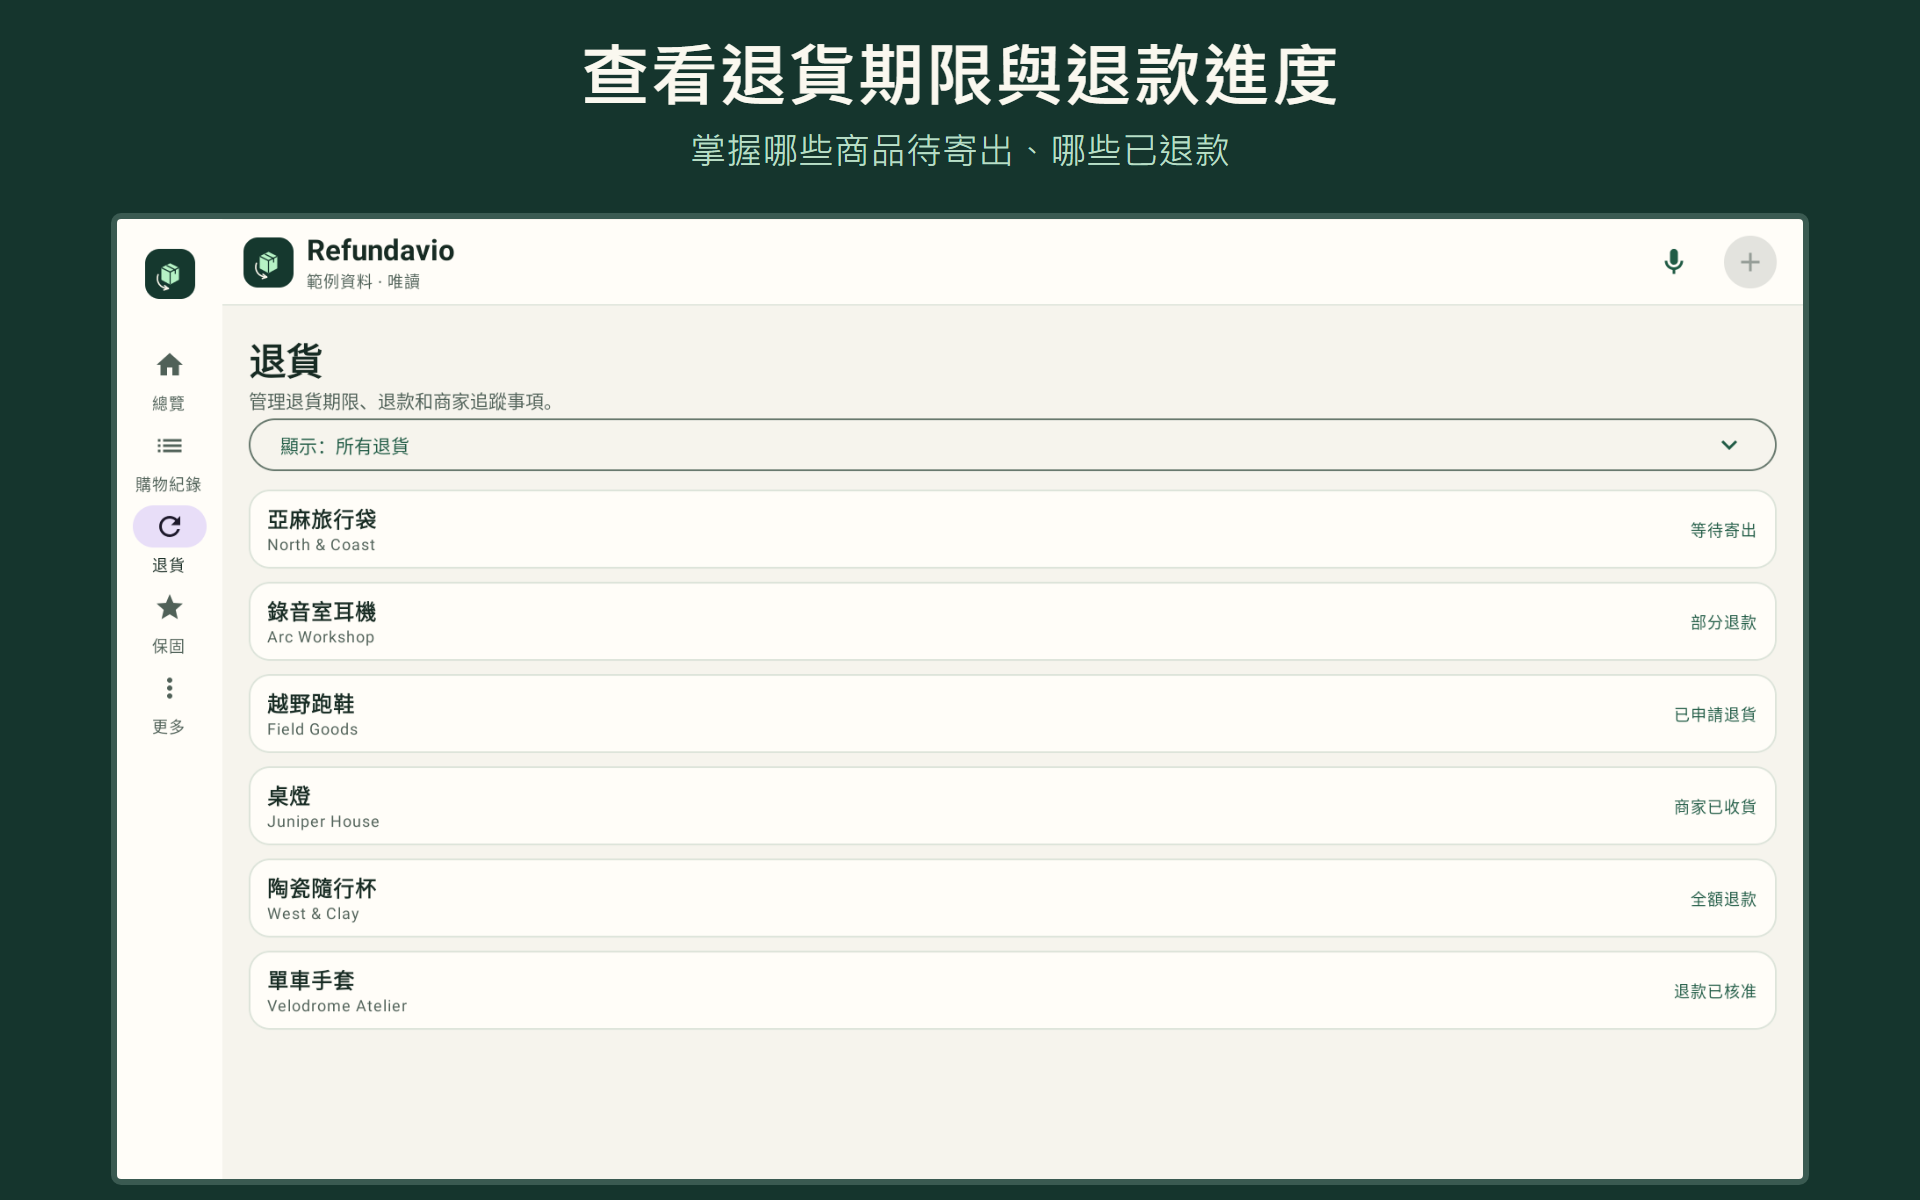 查看退貨期限與退款進度
掌握哪些商品待寄出、哪些已退款
Refundavio
範例資料 · 唯讀
總覽
購物紀錄
退貨
保固
更多
退貨
管理退貨期限、退款和商家追蹤事項。
顯示：所有退貨
亞麻旅行袋
North & Coast
等待寄出
錄音室耳機
Arc Workshop
部分退款
越野跑鞋
Field Goods
已申請退貨
桌燈
Juniper House
商家已收貨
陶瓷隨行杯
West & Clay
全額退款
單車手套
Velodrome Atelier
退款已核准